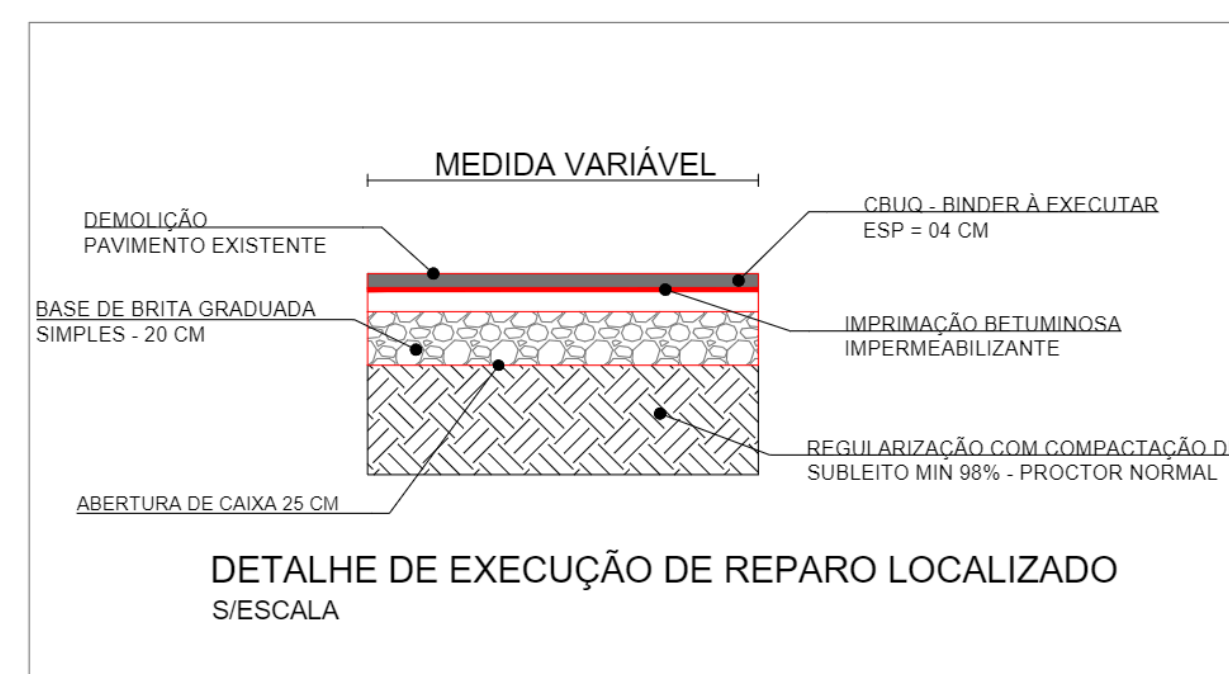 MEDIDA VARIÁVEL
DEMOLIÇÃO
PAVIMENTO EXISTENTE
CBUQ - BINDER À EXECUTAR
ESP = 04 CM
BASE DE BRITA GRADUADA
SIMPLES - 20 CM
IMPRIMAÇÃO BETUMINOSA
IMPERMEABILIZANTE
REGULARIZAÇÃO COM COMPACTAÇÃO D
SUBLEITO MIN 98% - PROCTOR NORMAL
ABERTURA DE CAIXA 25 CM
DETALHE DE EXECUÇÃO DE REPARO LOCALIZADO
S/ESCALA